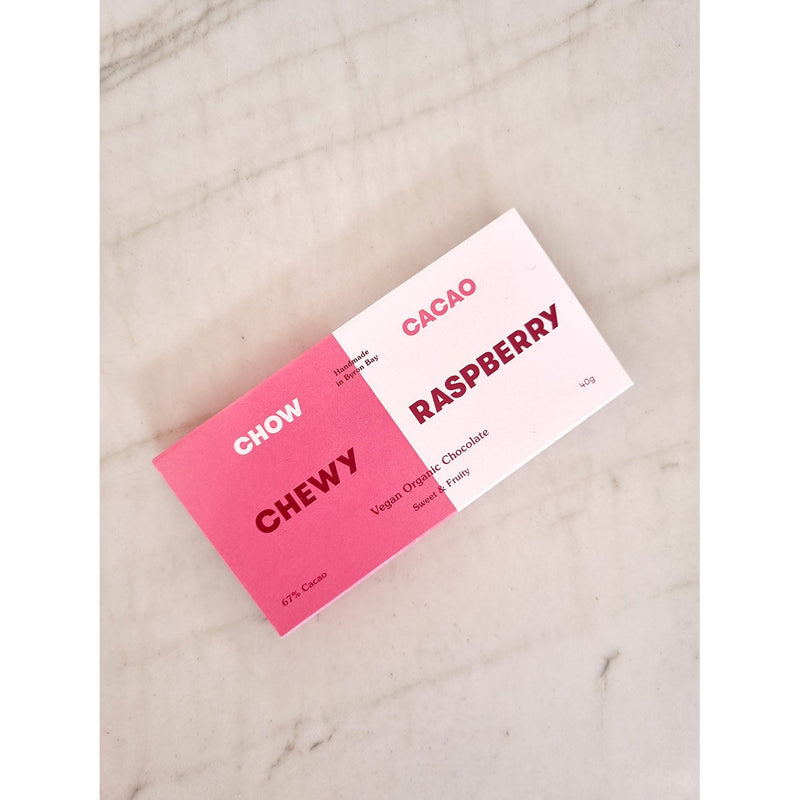 CHOW CACAO
Handmade
in Byron Bay
CHEWY RASPBERRY
Vegan Organic Chocolate
Sweet & Fruity
67% Cacao
40g